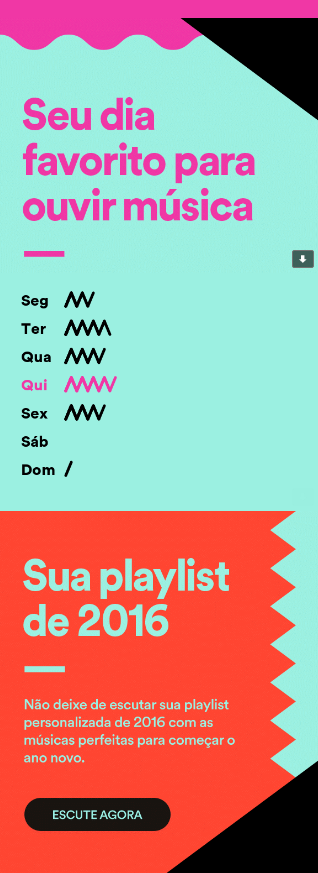 Seu dia
favorito para
ouvir música
Seg
Ter
Qua
Qui
Sex
Sáb
Dom
Sua playlist
de 2016
Não deixe de escutar sua playlist
personalizada de 2016 com as
músicas perfeitas para começar o
ano novo.
ESCUTE AGORA